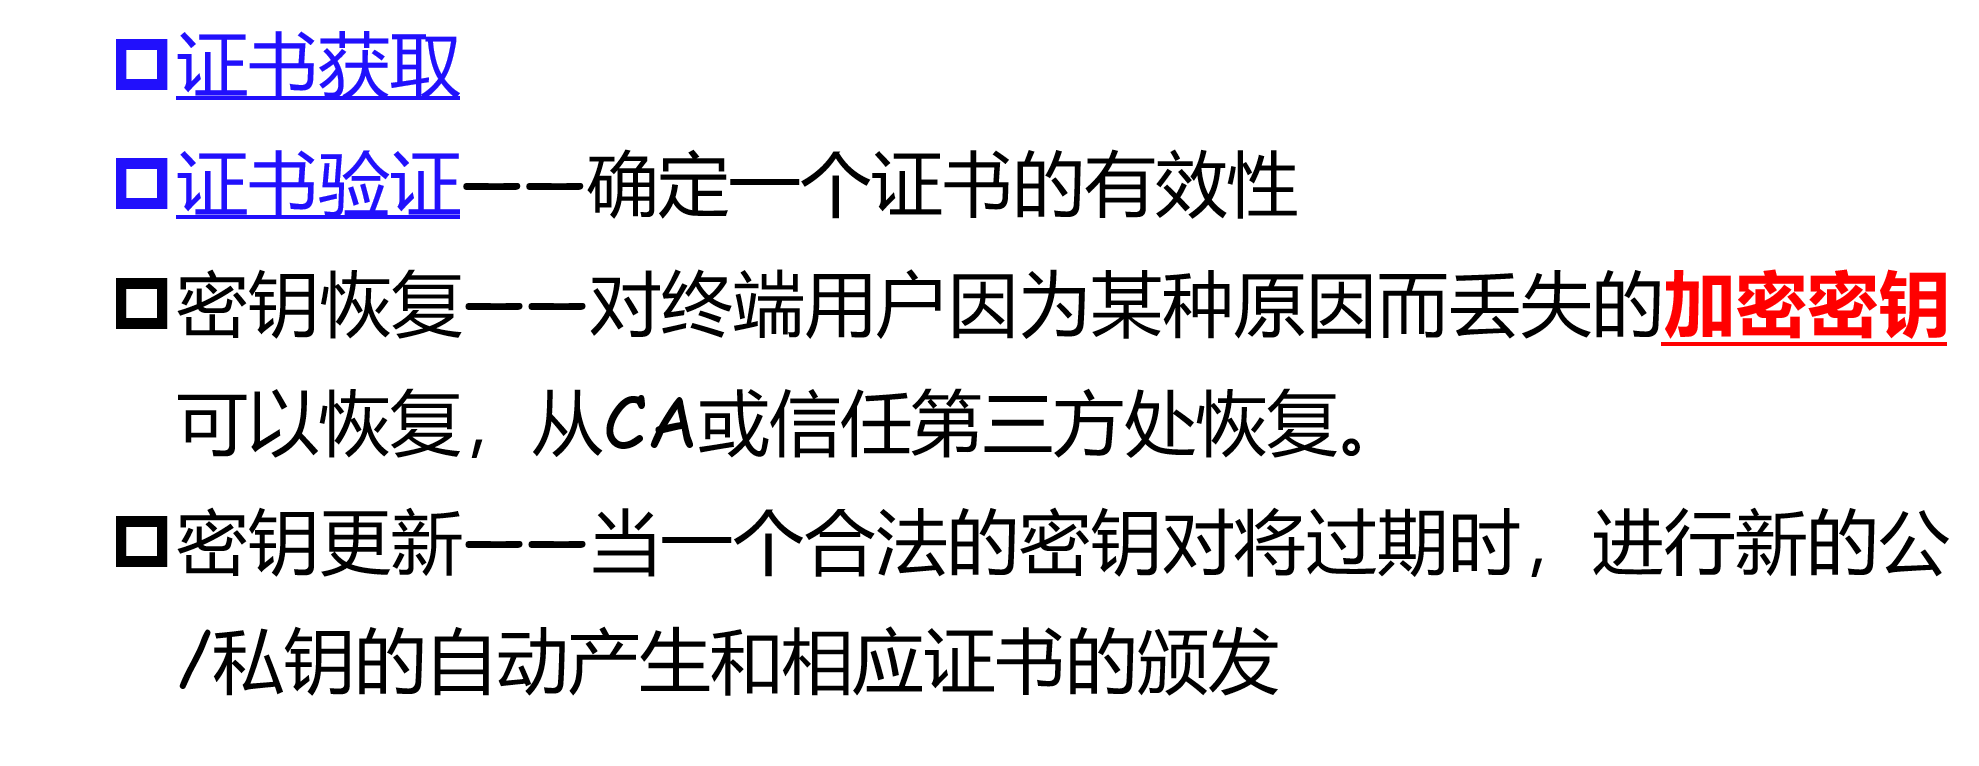 证书获取
证书验证——确定一个证书的有效性
密钥恢复——对终端用户因为某种原因而丢失的加密密钥
可以恢复，从CA或信任第三方处恢复。
密钥更新——当一个合法的密钥对将过期时，进行新的公
/私钥的自动产生和相应证书的颁发